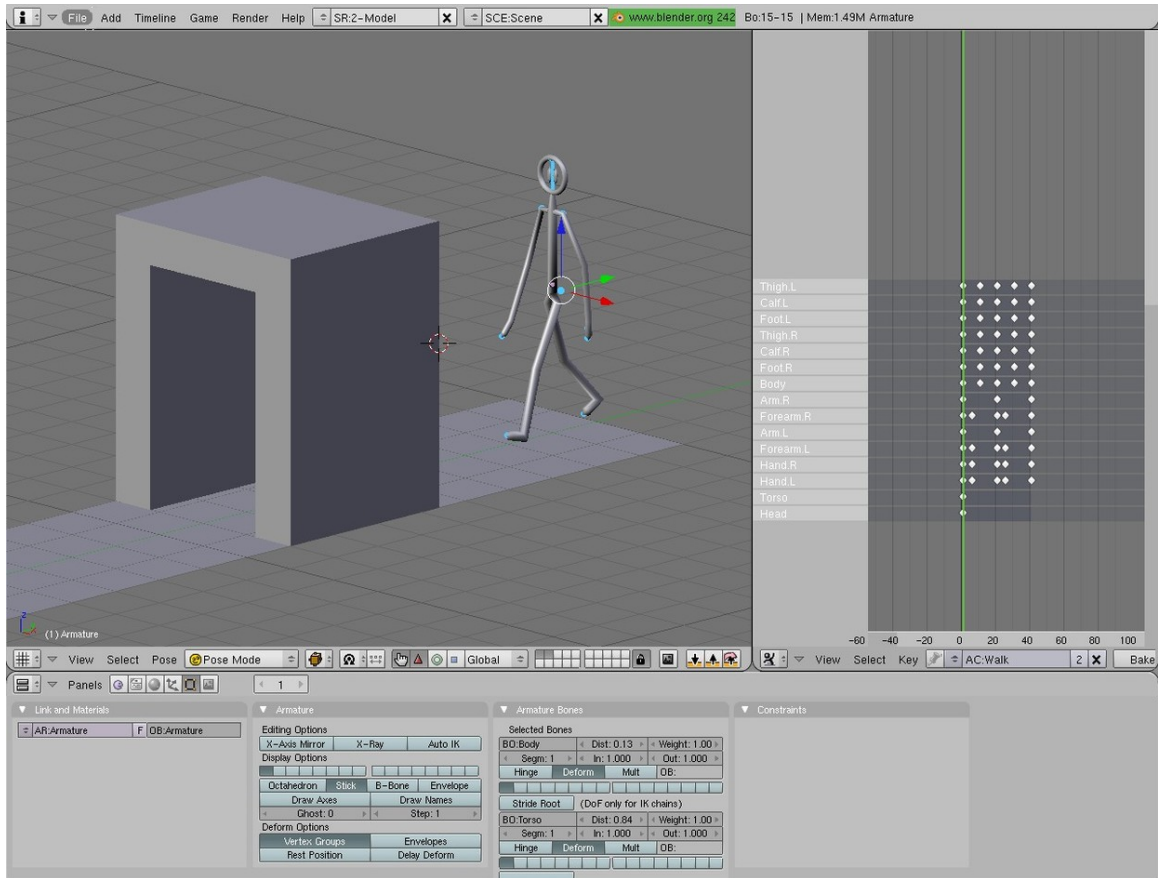 File Add Timeline Game Render Help SR:2-Model SCE:Scene www.blender.org 242 Bo:15-15 | Mem:1.49M Armature
Thigh.L
Calf.L
Foot.L
Thigh.R
Calf.R
Foot.R
Body
Arm.R
Forearm.R
Arm.L
Forearm.L
Hand.R
Hand.L
Torso
Head
z
(1) Armature
-60 -40 -20 0 20 40 60 80 100
View Select Pose Pose Mode Global
View Select Key AC:Walk 2 X Bake
Panels 1
Link and Materials
AR:Armature F OB:Armature
Armature
Editing Options
X-Axis Mirror X-Ray Auto IK
Display Options
Octahedron Stick B-Bone Envelope
Draw Axes Draw Names
Ghost: 0 Step: 1
Deform Options
Vertex Groups Envelopes
Rest Position Delay Deform
Armature Bones
Selected Bones
BO:Body Dist: 0.13 Weight: 1.00
Segm: 1 In: 1.000 Out: 1.000
Hinge Deform Mult OB:
Stride Root (DoF only for IK chains)
BO:Torso Dist: 0.84 Weight: 1.00
Segm: 1 In: 1.000 Out: 1.000
Hinge Deform Mult OB:
Constraints